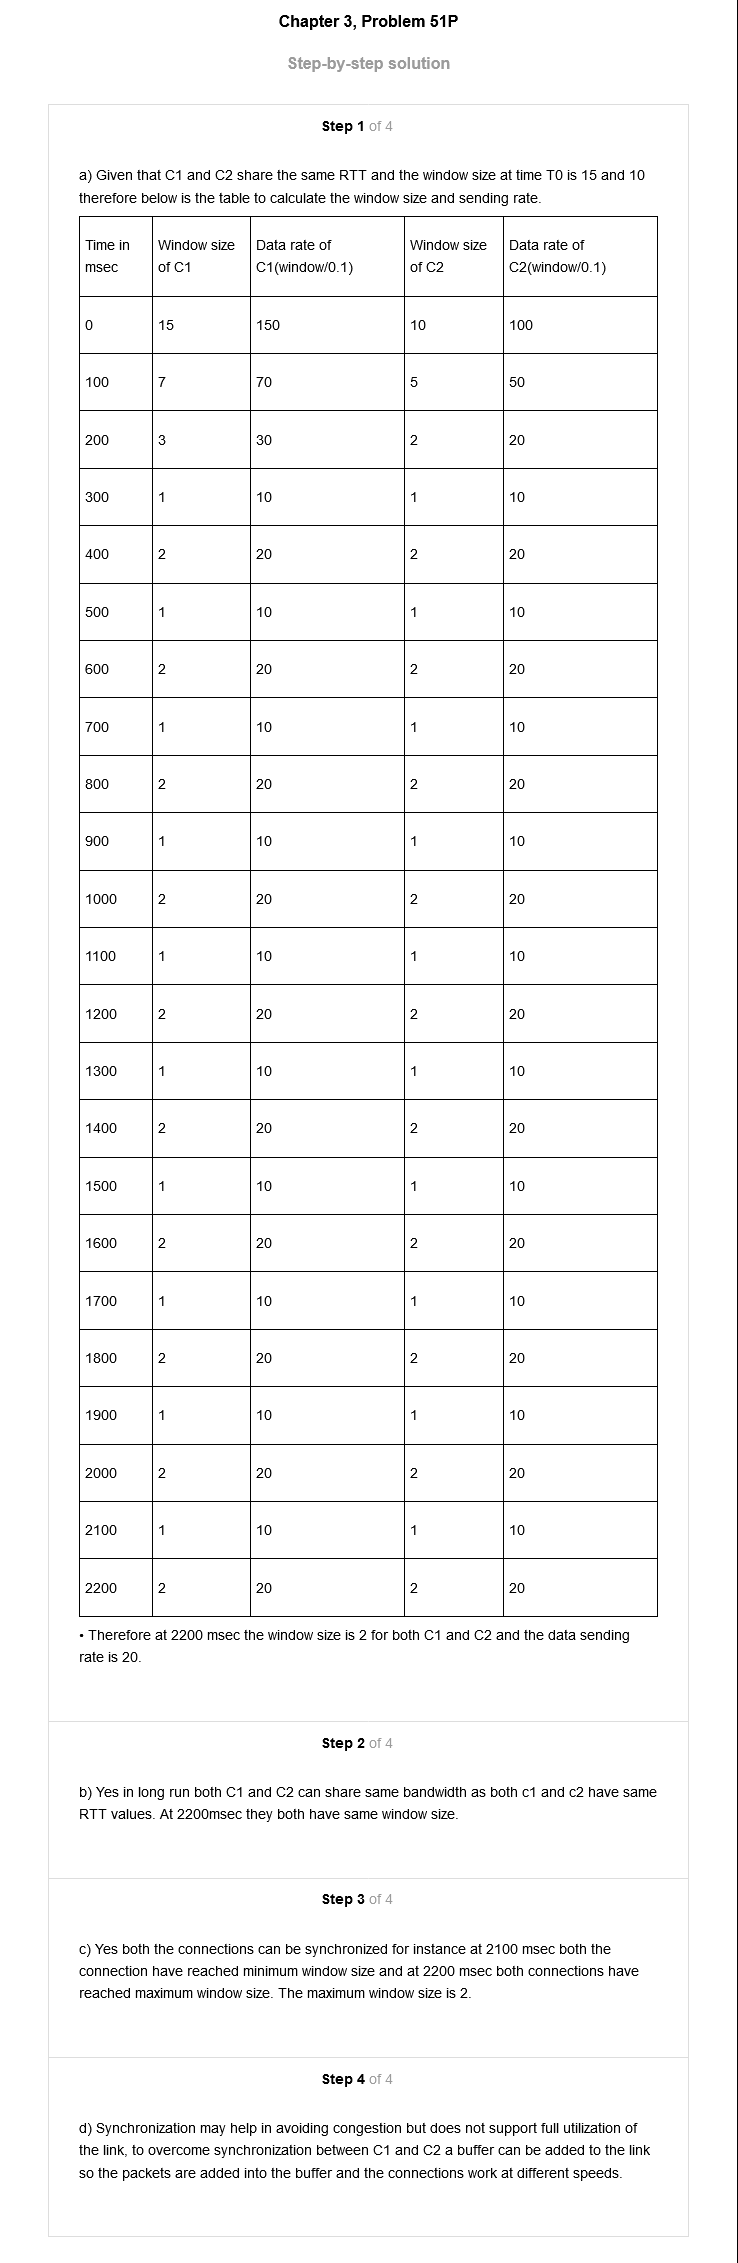 Chapter 3, Problem 51P
Step-by-step solution
Step 1 of 4
a) Given that C1 and C2 share the same RTT and the window size at time T0 is 15 and 10
therefore below is the table to calculate the window size and sending rate.
Time in msec Window size of C1 Data rate of C1(window/0.1) Window size of C2 Data rate of C2(window/0.1)
0 15 150 10 100
100 7 70 5 50
200 3 30 2 20
300 1 10 1 10
400 2 20 2 20
500 1 10 1 10
600 2 20 2 20
700 1 10 1 10
800 2 20 2 20
900 1 10 1 10
1000 2 20 2 20
1100 1 10 1 10
1200 2 20 2 20
1300 1 10 1 10
1400 2 20 2 20
1500 1 10 1 10
1600 2 20 2 20
1700 1 10 1 10
1800 2 20 2 20
1900 1 10 1 10
2000 2 20 2 20
2100 1 10 1 10
2200 2 20 2 20
• Therefore at 2200 msec the window size is 2 for both C1 and C2 and the data sending
rate is 20.
Step 2 of 4
b) Yes in long run both C1 and C2 can share same bandwidth as both c1 and c2 have same
RTT values. At 2200msec they both have same window size.
Step 3 of 4
c) Yes both the connections can be synchronized for instance at 2100 msec both the
connection have reached minimum window size and at 2200 msec both connections have
reached maximum window size. The maximum window size is 2.
Step 4 of 4
d) Synchronization may help in avoiding congestion but does not support full utilization of
the link, to overcome synchronization between C1 and C2 a buffer can be added to the link
so the packets are added into the buffer and the connections work at different speeds.